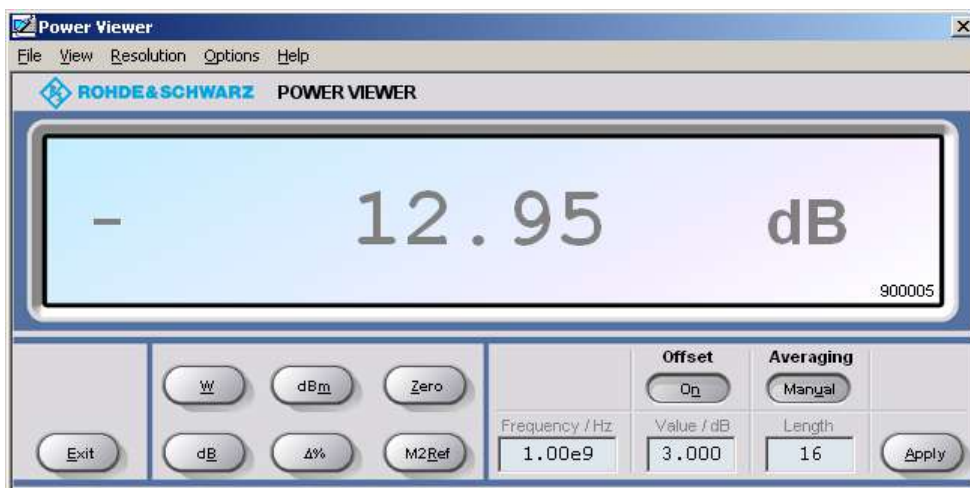 Power Viewer
File View Resolution Options Help
ROHDE & SCHWARZ POWER VIEWER
- 12.95 dB
900005
Offset Averaging
W dBm Zero On Manual
Frequency / Hz Value / dB Length
Exit dB Δ% M2Ref 1.00e9 3.000 16 Apply